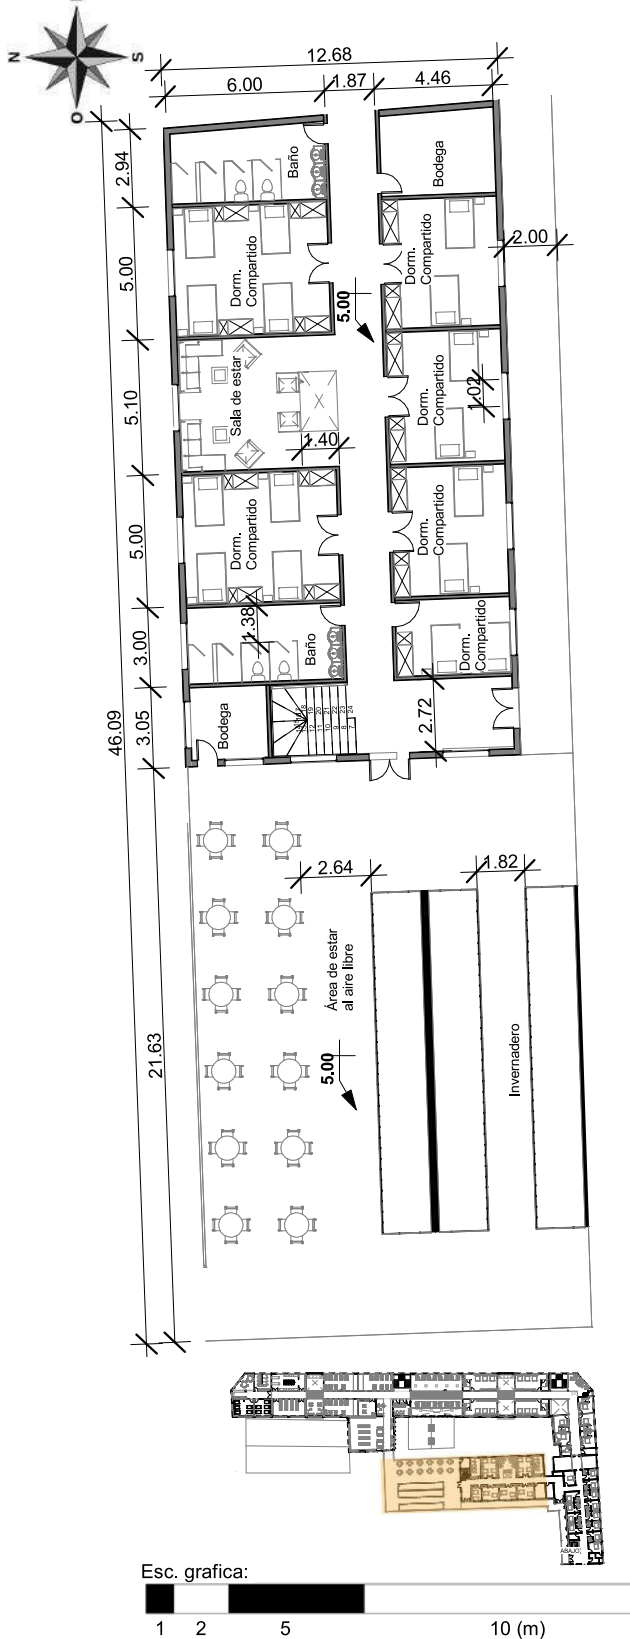 N
S
O
12.68
6.00
1.87
4.46
2.94
Baño
Bodega
5.00
Dorm.
Compartido
Dorm.
Compartido
2.00
5.00
5.10
Sala de estar
1.40
Dorm.
Compartido
1.02
5.00
Dorm.
Compartido
Dorm.
Compartido
3.00
1.38
Baño
Dorm.
Compartido
46.09
3.05
Bodega
2.72
2.64
1.82
Área de estar
al aire libre
21.63
5.00
Invernadero
ABAJO
Esc. grafica:
1 2 5 10 (m)